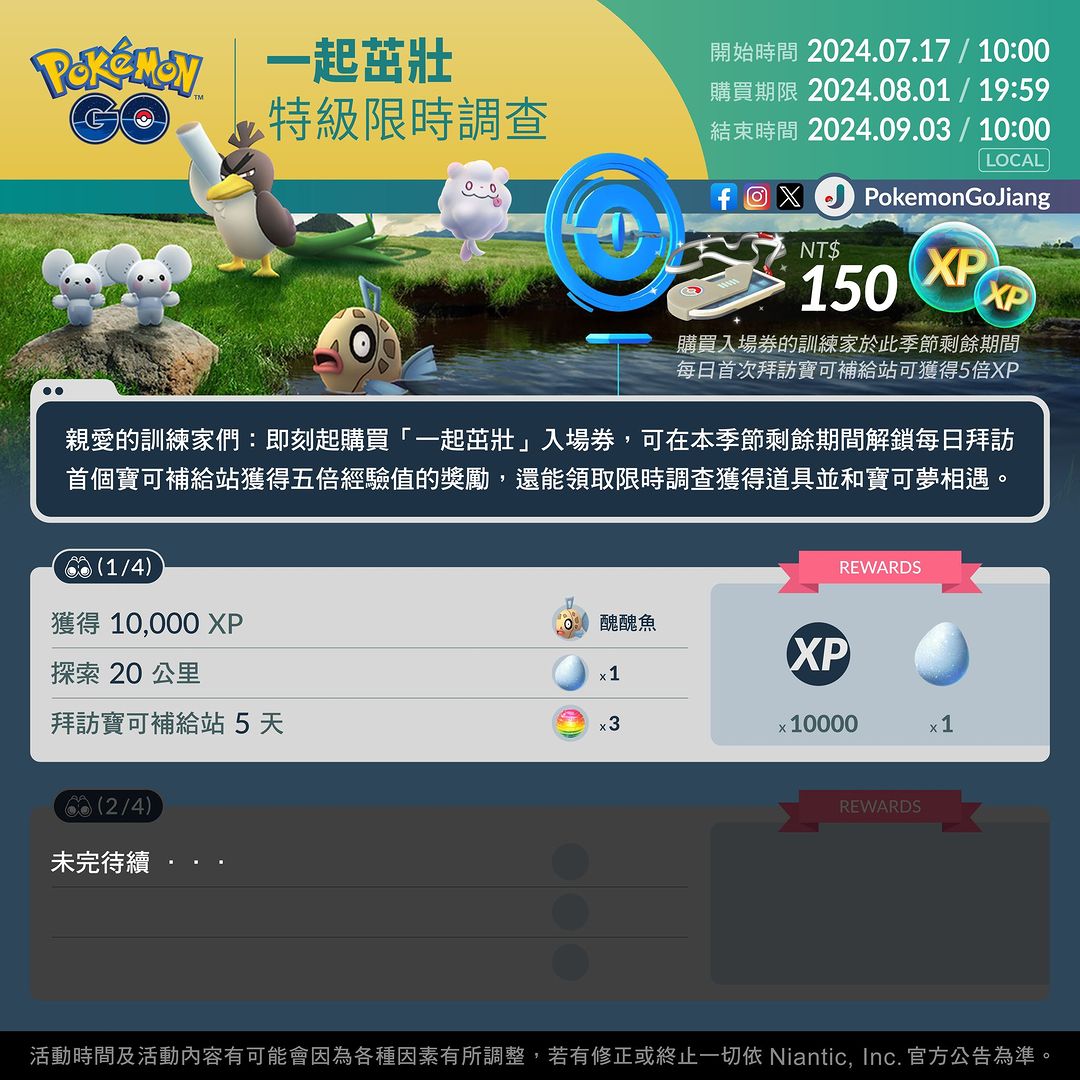 POKÉMON
GO
TM
一起茁壯
特級限時調查
開始時間 2024.07.17 / 10:00
購買期限 2024.08.01 / 19:59
結束時間 2024.09.03 / 10:00
LOCAL
PokemonGoJiang
NT$
150
XP
XP
購買入場券的訓練家於此季節剩餘期間
每日首次拜訪寶可補給站可獲得5倍XP
親愛的訓練家們：即刻起購買「一起茁壯」入場券，可在本季節剩餘期間解鎖每日拜訪
首個寶可補給站獲得五倍經驗值的獎勵，還能領取限時調查獲得道具並和寶可夢相遇。
(1/4)
REWARDS
獲得 10,000 XP
醜醜魚
探索 20 公里
x1
拜訪寶可補給站 5 天
x3
XP
x10000
x1
(2/4)
REWARDS
未完待續 ・・・
活動時間及活動內容有可能會因為各種因素有所調整，若有修正或終止一切依 Niantic, Inc. 官方公告為準。